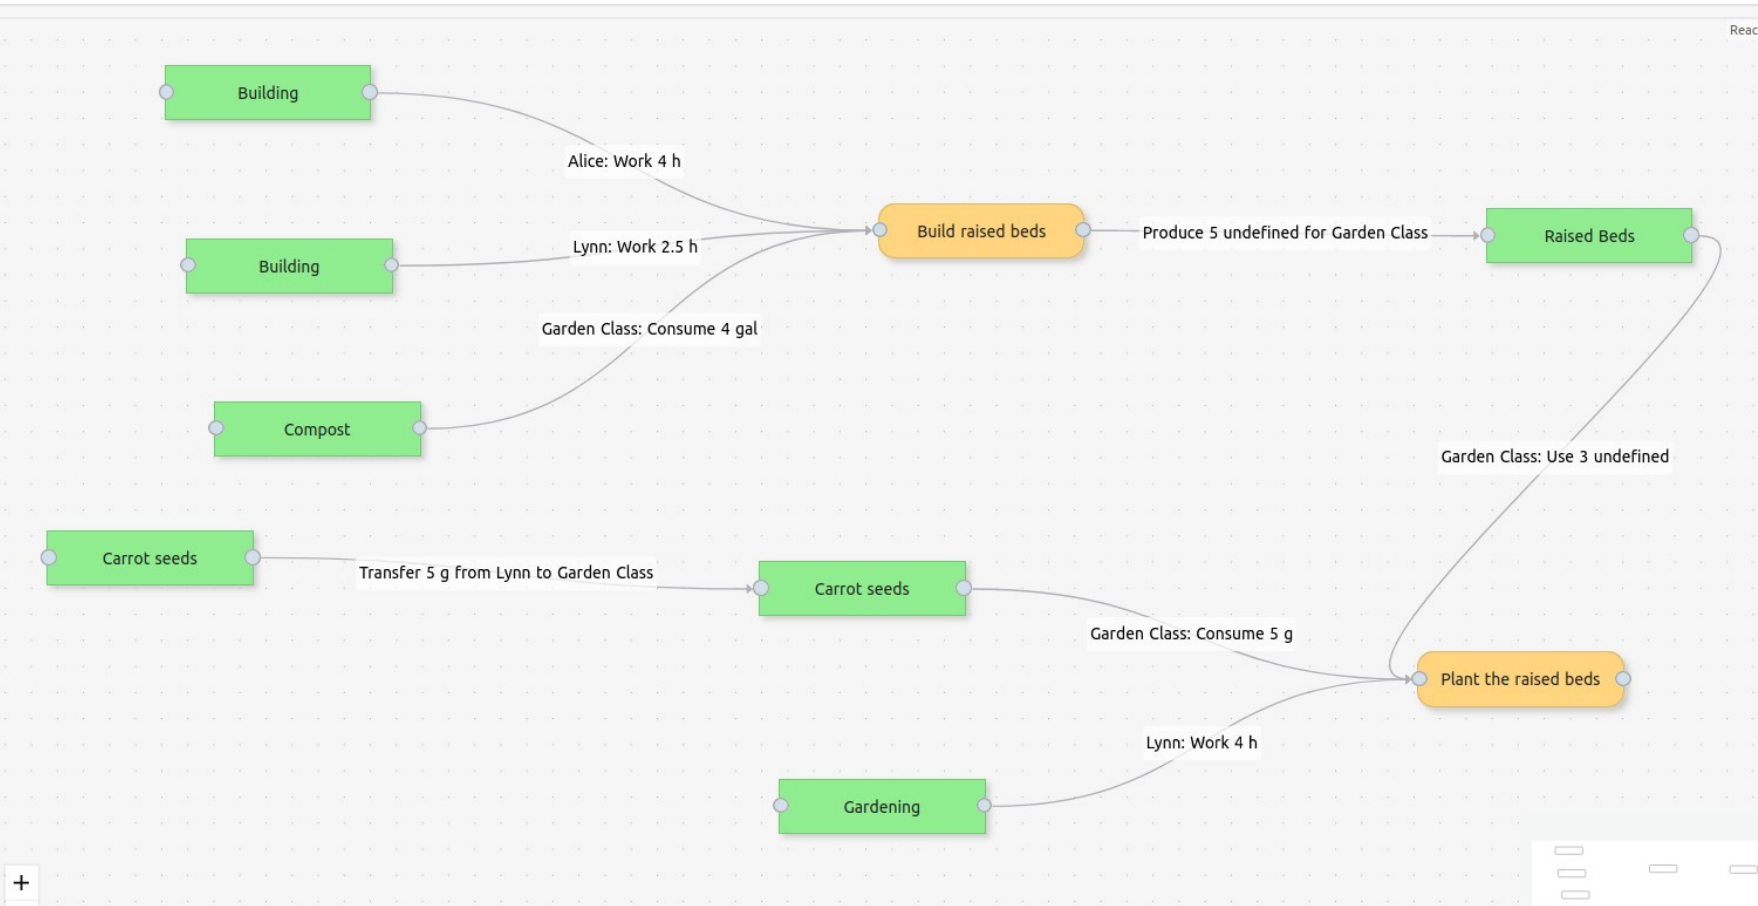 Reac
Building
Alice: Work 4 h
Build raised beds
Produce 5 undefined for Garden Class
Raised Beds
Lynn: Work 2.5 h
Building
Garden Class: Consume 4 gal
Compost
Garden Class: Use 3 undefined
Carrot seeds
Transfer 5 g from Lynn to Garden Class
Carrot seeds
Garden Class: Consume 5 g
Plant the raised beds
Lynn: Work 4 h
Gardening
+